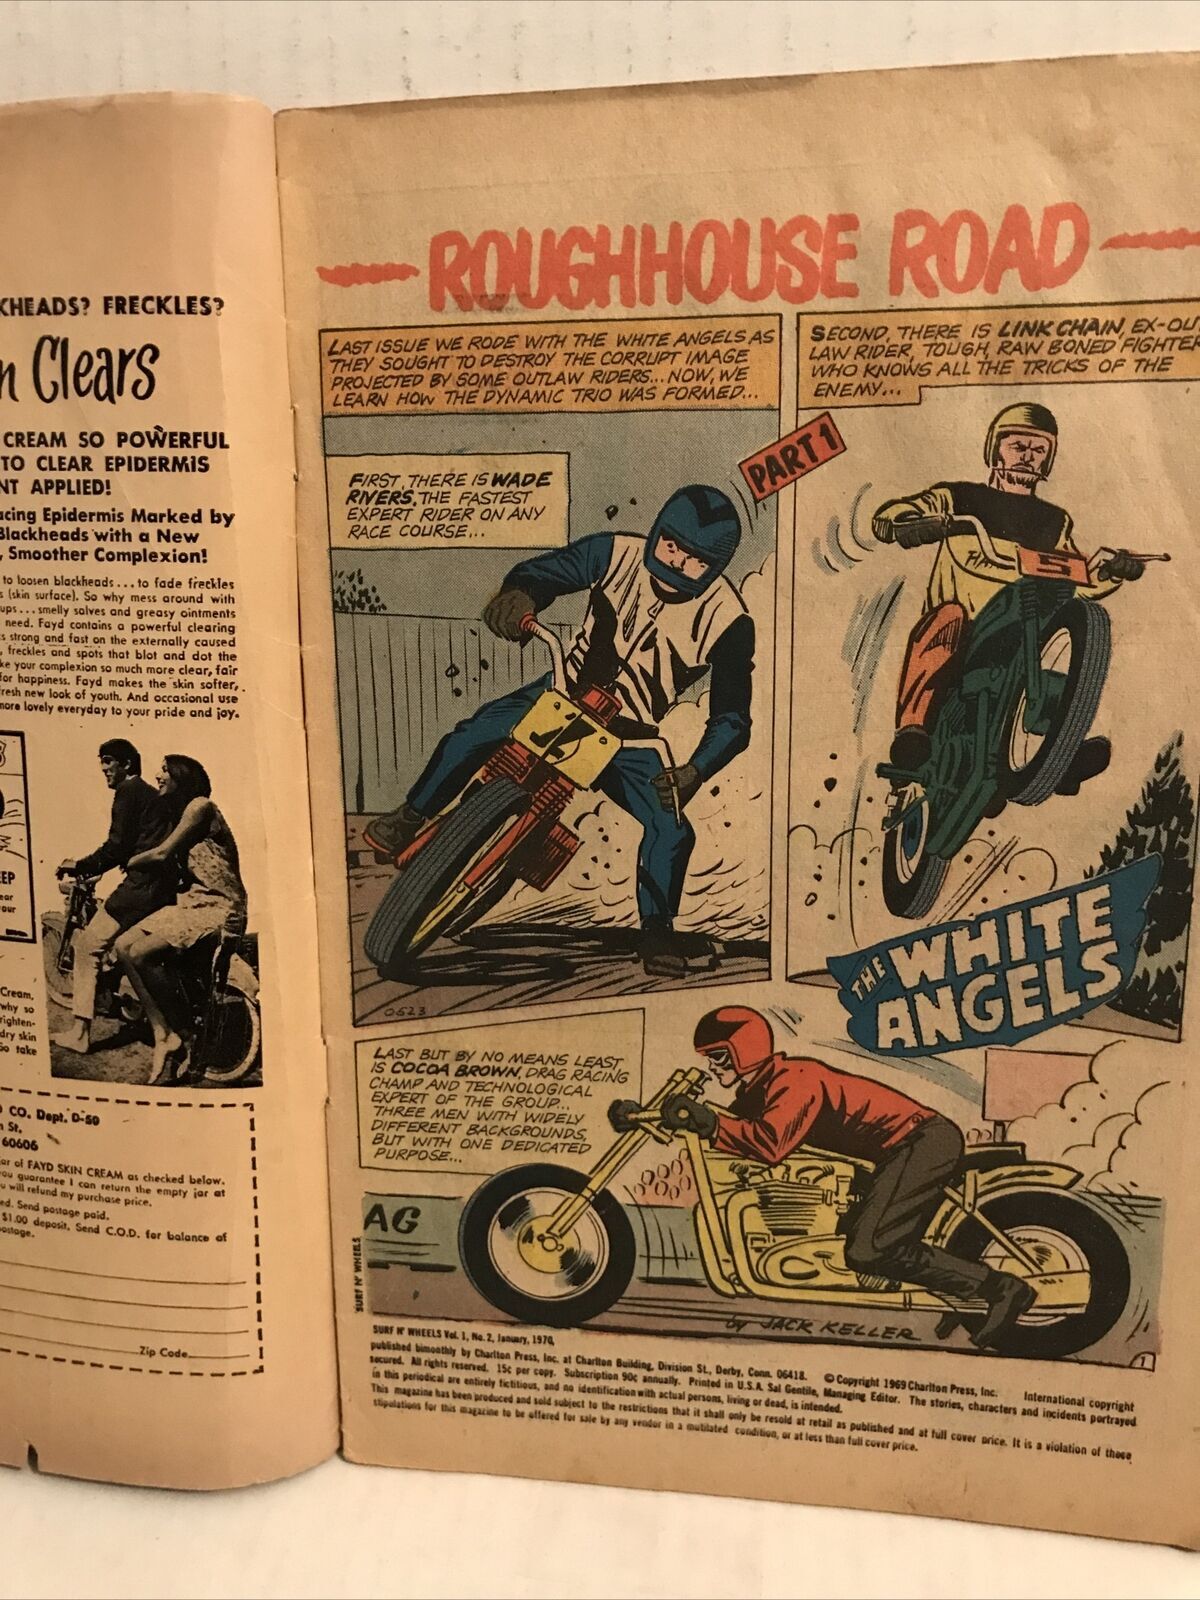 KHEADS? FRECKLES?
n Clears
CREAM SO POWERFUL
TO CLEAR EPIDERMIS
NT APPLIED!
acing Epidermis Marked by
Blackheads with a New
, Smoother Complexion!
to loosen blackheads...to fade freckles
s (skin surface). So why mess around with
ups...smelly salves and greasy ointments
need. Fayd contains a powerful clearing
s strong and fast on the externally caused
, freckles and spots that blot and dot the
ke your complexion so much more clear, fair
for happiness. Fayd makes the skin softer,
resh new look of youth. And occasional use
more lovely everyday to your pride and joy.
EEP
ear
our
Cream,
why so
righten-
dry skin
So take
CO. Dept. D-50
n St.
60606
jar of FAYD SKIN CREAM as checked below.
you guarantee I can return the empty jar at
u will refund my purchase price.
ed. Send postage paid.
$1.00 deposit. Send C.O.D. for balance of
postage.
Zip Code
ROUGHHOUSE ROAD
LAST ISSUE WE RODE WITH THE WHITE ANGELS AS
THEY SOUGHT TO DESTROY THE CORRUPT IMAGE
PROJECTED BY SOME OUTLAW RIDERS... NOW, WE
LEARN HOW THE DYNAMIC TRIO WAS FORMED...
PART 1
FIRST, THERE IS WADE
RIVERS, THE FASTEST
EXPERT RIDER ON ANY
RACE COURSE...
1
0523
SECOND, THERE IS LINK CHAIN, EX-OUT
LAW RIDER, TOUGH, RAW BONED FIGHTER
WHO KNOWS ALL THE TRICKS OF THE
ENEMY...
5
THE WHITE
ANGELS
LAST BUT BY NO MEANS LEAST
IS COCOA BROWN, DRAG RACING
CHAMP AND TECHNOLOGICAL
EXPERT OF THE GROUP...
THREE MEN WITH WIDELY
DIFFERENT BACKGROUNDS,
BUT WITH ONE DEDICATED
PURPOSE...
AG
SURF N' WHEELS
by JACK KELLER
1
SURF N' WHEELS Vol. 1, No. 2, January, 1970,
published bimonthly by Charlton Press, Inc. at Charlton Building, Division St., Derby, Conn. 06418. © Copyright 1969 Charlton Press, Inc. International copyright
secured. All rights reserved. 15c per copy. Subscription 90c annually. Printed in U.S.A. Sal Gentile, Managing Editor. The stories, characters and incidents portrayed
in this periodical are entirely fictitious, and no identification with actual persons, living or dead, is intended.
This magazine has been produced and sold subject to the restrictions that it shall only be resold at retail as published and at full cover price. It is a violation of these
stipulations for this magazine to be offered for sale by any vendor in a mutilated condition, or at less than full cover price.